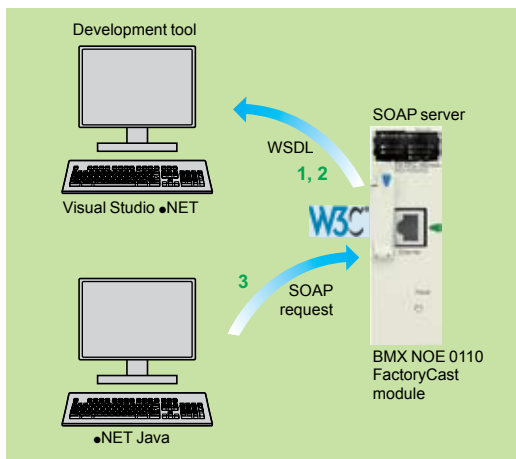 Development tool
SOAP server
WSDL
1, 2
Visual Studio •NET
W3C
3
SOAP
request
BMX NOE 0110
FactoryCast
module
•NET Java